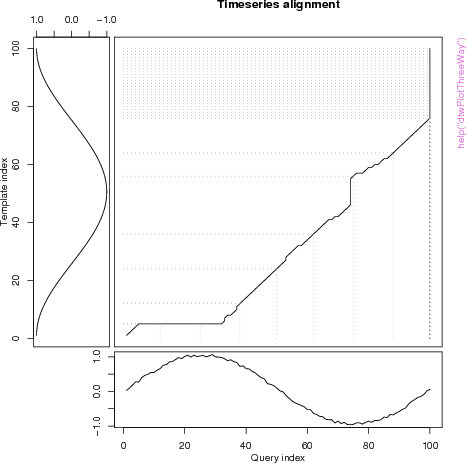 Timeseries alignment
1.0 0.0 −1.0
100
80
60
40
20
0
Template index
help("dtwPlotThreeWay")
1.0
0.0
−1.0
0 20 40 60 80 100
Query index